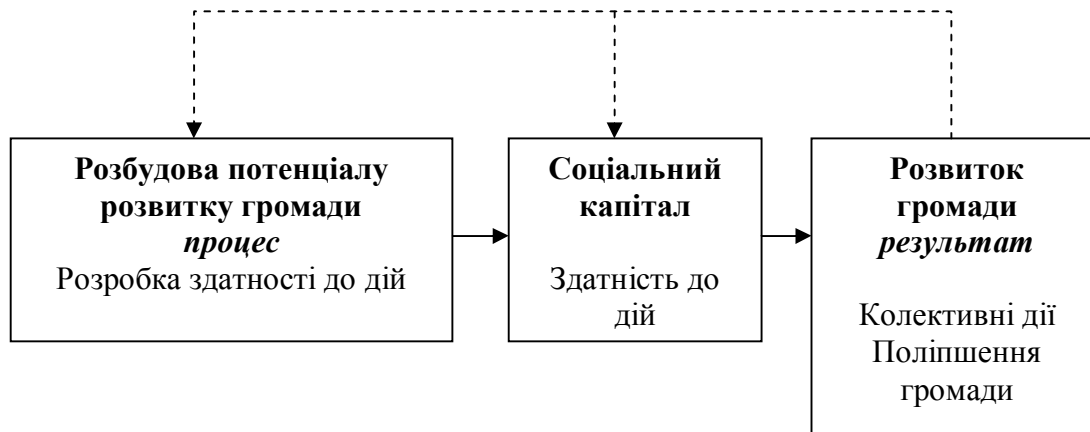 Розбудова потенціалу
розвитку громади
процес
Розробка здатності до дій
Соціальний
капітал
Здатність до
дій
Розвиток
громади
результат
Колективні дії
Поліпшення
громади